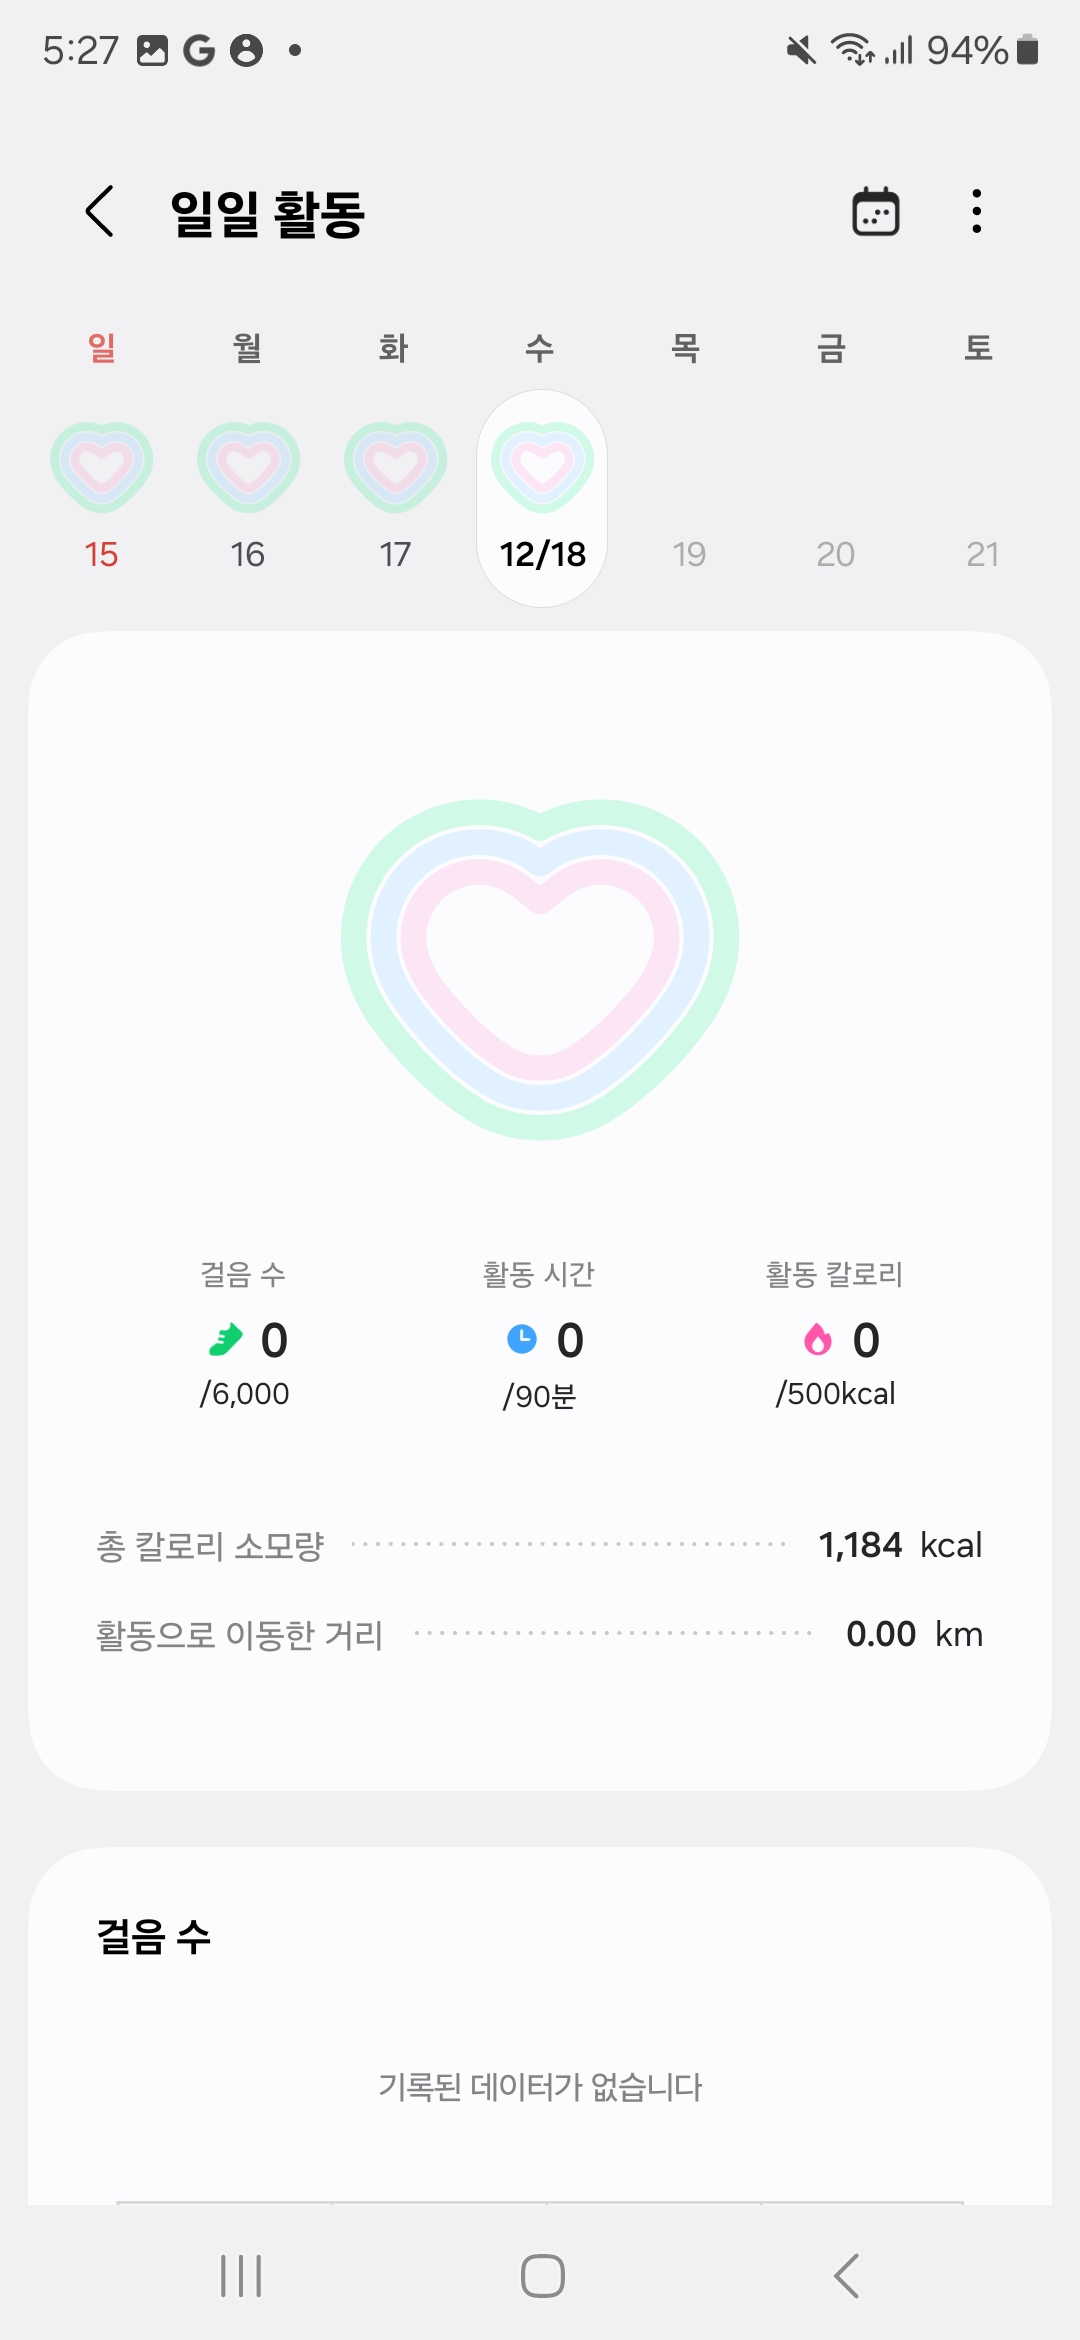 5:27 94%
일일 활동
일 월 화 수 목 금 토
15 16 17 12/18 19 20 21
걸음 수 활동 시간 활동 칼로리
0 0 0
/6,000 /90분 /500kcal
총 칼로리 소모량 1,184 kcal
활동으로 이동한 거리 0.00 km
걸음 수
기록된 데이터가 없습니다